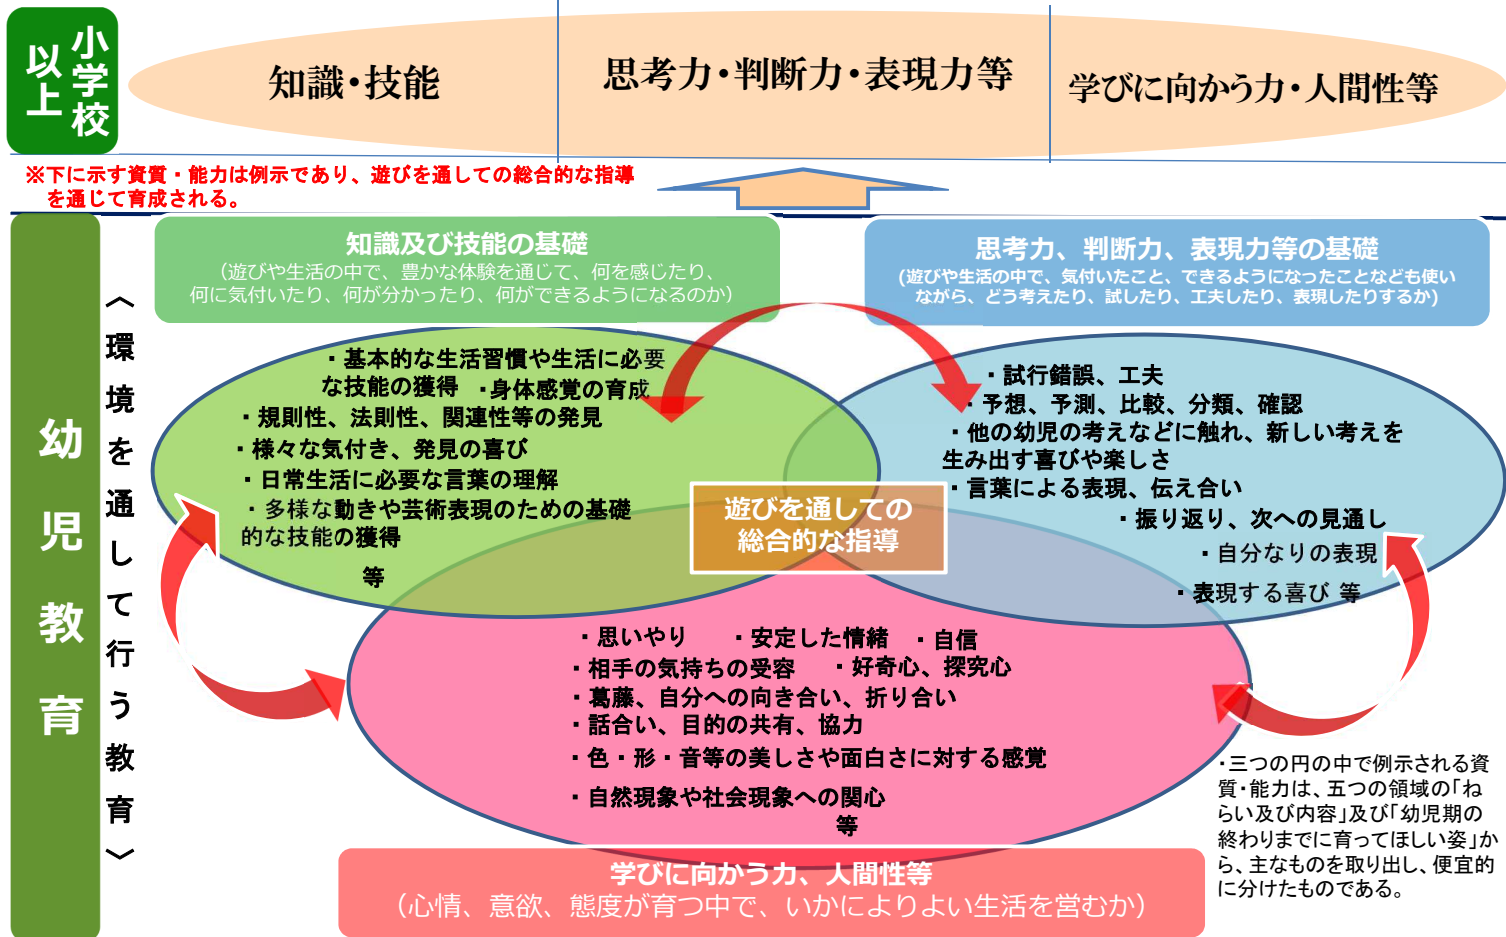 小学校
以上
知識・技能
思考力・判断力・表現力等
学びに向かう力・人間性等
※下に示す資質・能力は例示であり、遊びを通しての総合的な指導
を通じて育成される。
幼児教育
〈環境を通して行う教育〉
知識及び技能の基礎
（遊びや生活の中で、豊かな体験を通じて、何を感じたり、
何に気付いたり、何が分かったり、何ができるようになるのか）
思考力、判断力、表現力等の基礎
(遊びや生活の中で、気付いたこと、できるようになったことなども使い
ながら、どう考えたり、試したり、工夫したり、表現したりするか)
・基本的な生活習慣や生活に必要
な技能の獲得 ・身体感覚の育成
・規則性、法則性、関連性等の発見
・様々な気付き、発見の喜び
・日常生活に必要な言葉の理解
・多様な動きや芸術表現のための基礎
的な技能の獲得
等
・試行錯誤、工夫
・予想、予測、比較、分類、確認
・他の幼児の考えなどに触れ、新しい考えを
生み出す喜びや楽しさ
・言葉による表現、伝え合い
・振り返り、次への見通し
・自分なりの表現
・表現する喜び 等
遊びを通しての
総合的な指導
・思いやり ・安定した情緒 ・自信
・相手の気持ちの受容 ・好奇心、探究心
・葛藤、自分への向き合い、折り合い
・話合い、目的の共有、協力
・色・形・音等の美しさや面白さに対する感覚
・自然現象や社会現象への関心
等
学びに向かう力、人間性等
（心情、意欲、態度が育つ中で、いかによりよい生活を営むか）
・三つの円の中で例示される資
質・能力は、五つの領域の「ね
らい及び内容」及び「幼児期の
終わりまでに育ってほしい姿」か
ら、主なものを取り出し、便宜的
に分けたものである。